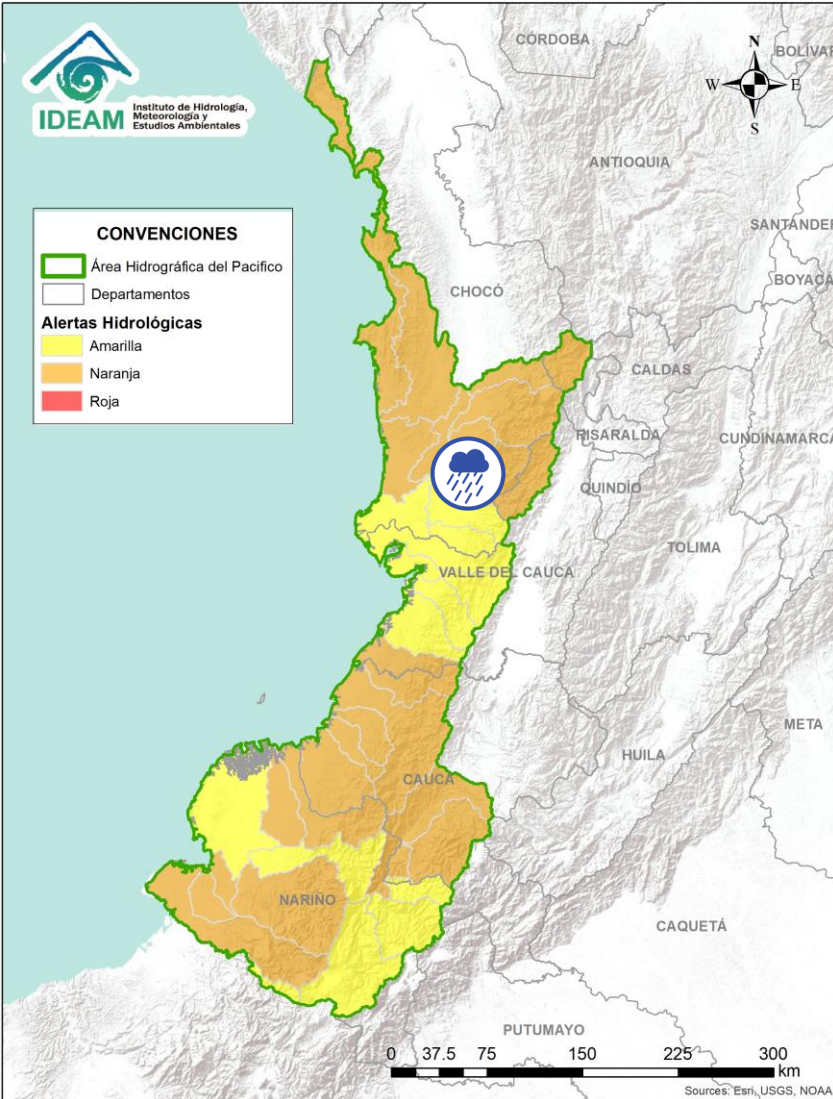 IDEAM
Instituto de Hidrología,
Meteorología y
Estudios Ambientales
N
W
E
S
CÓRDOBA
BOLÍVAR
ANTIOQUIA
SANTANDER
BOYACÁ
CHOCÓ
CALDAS
RISARALDA
CUNDINAMARCA
QUINDÍO
TOLIMA
VALLE DEL CAUCA
META
HUILA
CAUCA
NARIÑO
CAQUETÁ
PUTUMAYO
CONVENCIONES
Área Hidrográfica del Pacifico
Departamentos
Alertas Hidrológicas
Amarilla
Naranja
Roja
0 37.5 75 150 225 300
km
Sources: Esri, USGS, NOAA